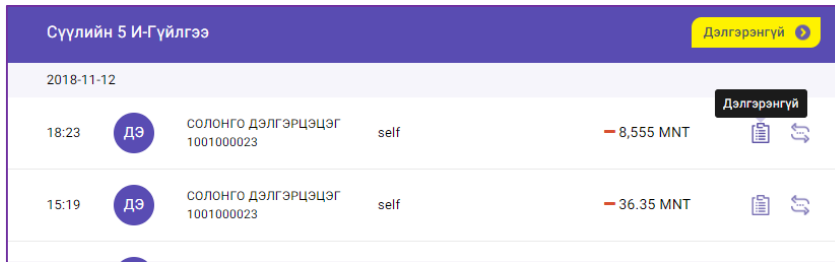 Сүүлийн 5 И-Гүйлгээ
Дэлгэрэнгүй
2018-11-12
Дэлгэрэнгүй
18:23 ДЭ СОЛОНГО ДЭЛГЭРЦЭЦЭГ self − 8,555 MNT
1001000023
15:19 ДЭ СОЛОНГО ДЭЛГЭРЦЭЦЭГ self − 36.35 MNT
1001000023